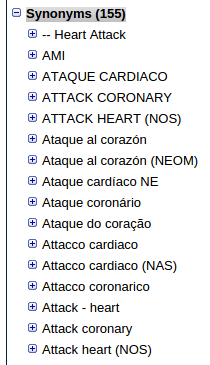 Synonyms (155)
-- Heart Attack
AMI
ATAQUE CARDIACO
ATTACK CORONARY
ATTACK HEART (NOS)
Ataque al corazón
Ataque al corazón (NEOM)
Ataque cardíaco NE
Ataque coronário
Ataque do coração
Attacco cardiaco
Attacco cardiaco (NAS)
Attacco coronarico
Attack - heart
Attack coronary
Attack heart (NOS)